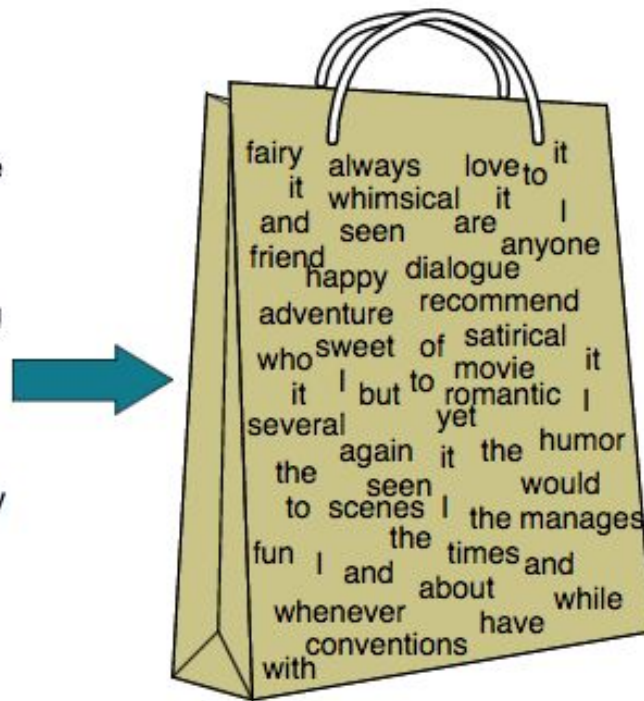 fairy always love to it
it whimsical it I
and seen are anyone
friend happy dialogue
adventure recommend
who sweet of satirical it
it I but to movie romantic I
several yet
again it the humor
the seen would
to scenes I the manages
fun I and the times and
whenever about while
have
with conventions